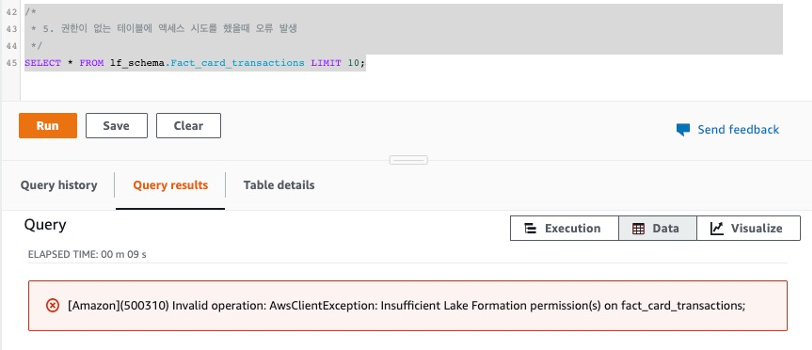 42 /*
43 * 5. 권한이 없는 테이블에 액세스 시도를 했을때 오류 발생
44 */
45 SELECT * FROM lf_schema.Fact_card_transactions LIMIT 10;
Run Save Clear
Send feedback
Query history Query results Table details
Query
Execution Data Visualize
ELAPSED TIME: 00 m 09 s
[Amazon](500310) Invalid operation: AwsClientException: Insufficient Lake Formation permission(s) on fact_card_transactions;